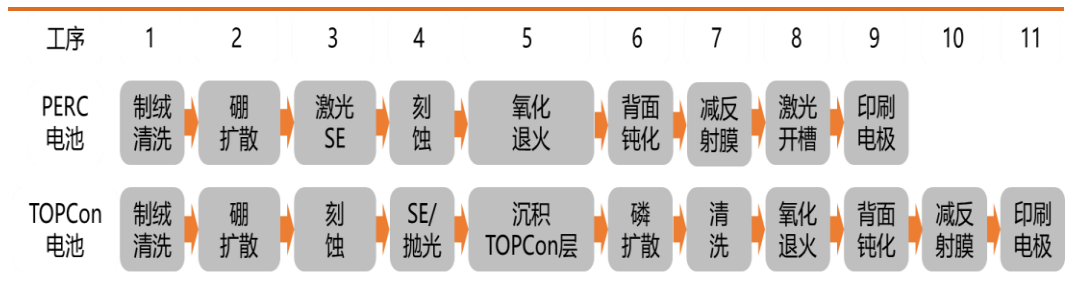 工序 1 2 3 4 5 6 7 8 9 10 11
PERC 制绒 硼 激光 刻 氧化 背面 减反 激光 印刷
电池 清洗 扩散 SE 蚀 退火 钝化 射膜 开槽 电极
TOPCon 制绒 硼 刻 SE/ 沉积 磷 清 氧化 背面 减反 印刷
电池 清洗 扩散 蚀 抛光 TOPCon层 扩散 洗 退火 钝化 射膜 电极